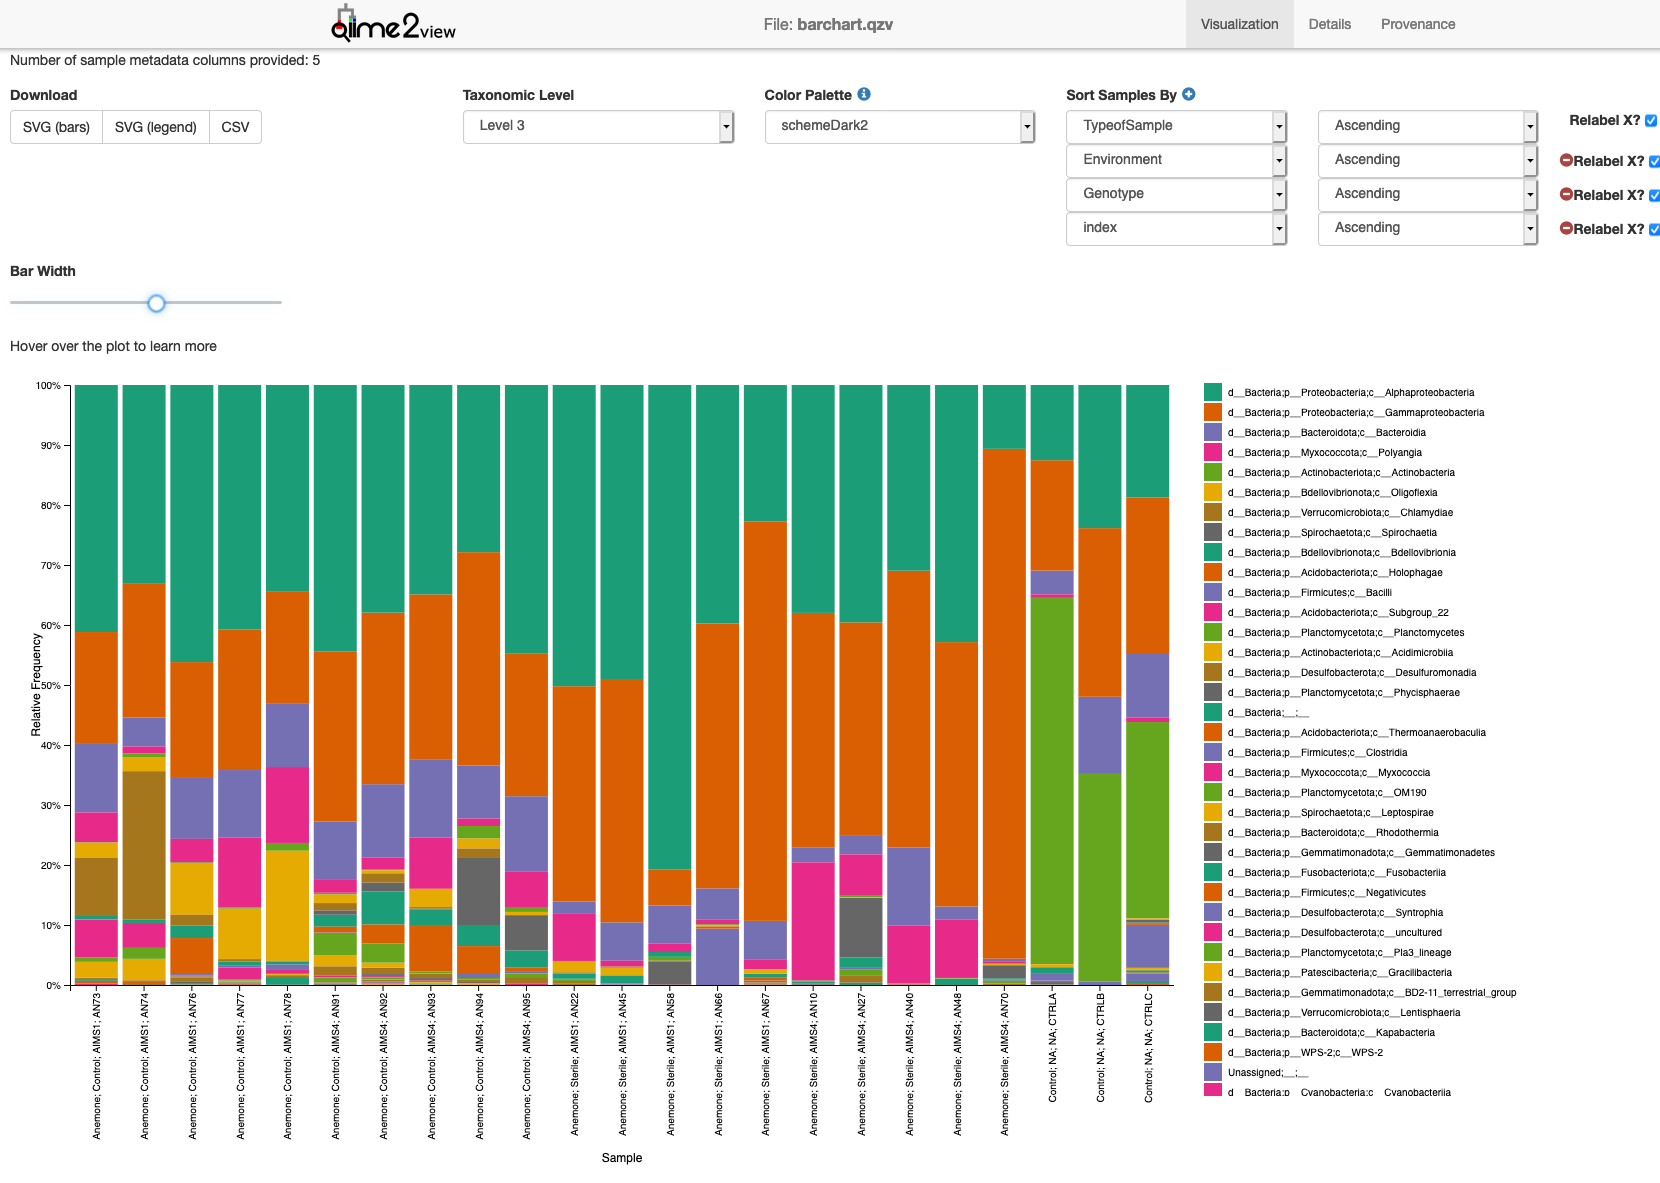 qiime2view
File: barchart.qzv
Visualization
Details
Provenance
Number of sample metadata columns provided: 5
Download
SVG (bars)
SVG (legend)
CSV
Taxonomic Level
Level 3
Color Palette
schemeDark2
Sort Samples By
TypeofSample
Ascending
Relabel X?
Environment
Ascending
Relabel X?
Genotype
Ascending
Relabel X?
index
Ascending
Relabel X?
Bar Width
Hover over the plot to learn more
Relative Frequency
100%
90%
80%
70%
60%
50%
40%
30%
20%
10%
0%
Anemone; Control; AIMS1; AN73
Anemone; Control; AIMS1; AN74
Anemone; Control; AIMS1; AN76
Anemone; Control; AIMS1; AN77
Anemone; Control; AIMS1; AN78
Anemone; Control; AIMS4; AN91
Anemone; Control; AIMS4; AN92
Anemone; Control; AIMS4; AN93
Anemone; Control; AIMS4; AN94
Anemone; Control; AIMS4; AN95
Anemone; Sterile; AIMS1; AN22
Anemone; Sterile; AIMS1; AN45
Anemone; Sterile; AIMS1; AN58
Anemone; Sterile; AIMS1; AN66
Anemone; Sterile; AIMS1; AN67
Anemone; Sterile; AIMS4; AN10
Anemone; Sterile; AIMS4; AN27
Anemone; Sterile; AIMS4; AN40
Anemone; Sterile; AIMS4; AN48
Anemone; Sterile; AIMS4; AN70
Control; NA; NA; CTRLA
Control; NA; NA; CTRLB
Control; NA; NA; CTRLC
Sample
d__Bacteria;p__Proteobacteria;c__Alphaproteobacteria
d__Bacteria;p__Proteobacteria;c__Gammaproteobacteria
d__Bacteria;p__Bacteroidota;c__Bacteroidia
d__Bacteria;p__Myxococcota;c__Polyangia
d__Bacteria;p__Actinobacteriota;c__Actinobacteria
d__Bacteria;p__Bdellovibrionota;c__Oligoflexia
d__Bacteria;p__Verrucomicrobiota;c__Chlamydiae
d__Bacteria;p__Spirochaetota;c__Spirochaetia
d__Bacteria;p__Bdellovibrionota;c__Bdellovibrionia
d__Bacteria;p__Acidobacteriota;c__Holophagae
d__Bacteria;p__Firmicutes;c__Bacilli
d__Bacteria;p__Acidobacteriota;c__Subgroup_22
d__Bacteria;p__Planctomycetota;c__Planctomycetes
d__Bacteria;p__Actinobacteriota;c__Acidimicrobiia
d__Bacteria;p__Desulfobacterota;c__Desulfuromonadia
d__Bacteria;p__Planctomycetota;c__Phycisphaerae
d__Bacteria;__;__
d__Bacteria;p__Acidobacteriota;c__Thermoanaerobaculia
d__Bacteria;p__Firmicutes;c__Clostridia
d__Bacteria;p__Myxococcota;c__Myxococcia
d__Bacteria;p__Planctomycetota;c__OM190
d__Bacteria;p__Spirochaetota;c__Leptospirae
d__Bacteria;p__Bacteroidota;c__Rhodothermia
d__Bacteria;p__Gemmatimonadota;c__Gemmatimonadetes
d__Bacteria;p__Fusobacteriota;c__Fusobacteriia
d__Bacteria;p__Firmicutes;c__Negativicutes
d__Bacteria;p__Desulfobacterota;c__Syntrophia
d__Bacteria;p__Desulfobacterota;c__uncultured
d__Bacteria;p__Planctomycetota;c__Pla3_lineage
d__Bacteria;p__Patescibacteria;c__Gracilibacteria
d__Bacteria;p__Gemmatimonadota;c__BD2-11_terrestrial_group
d__Bacteria;p__Verrucomicrobiota;c__Lentisphaeria
d__Bacteria;p__Bacteroidota;c__Kapabacteria
d__Bacteria;p__WPS-2;c__WPS-2
Unassigned;__;__
d__Bacteria;p__Cyanobacteria;c__Cyanobacteriia